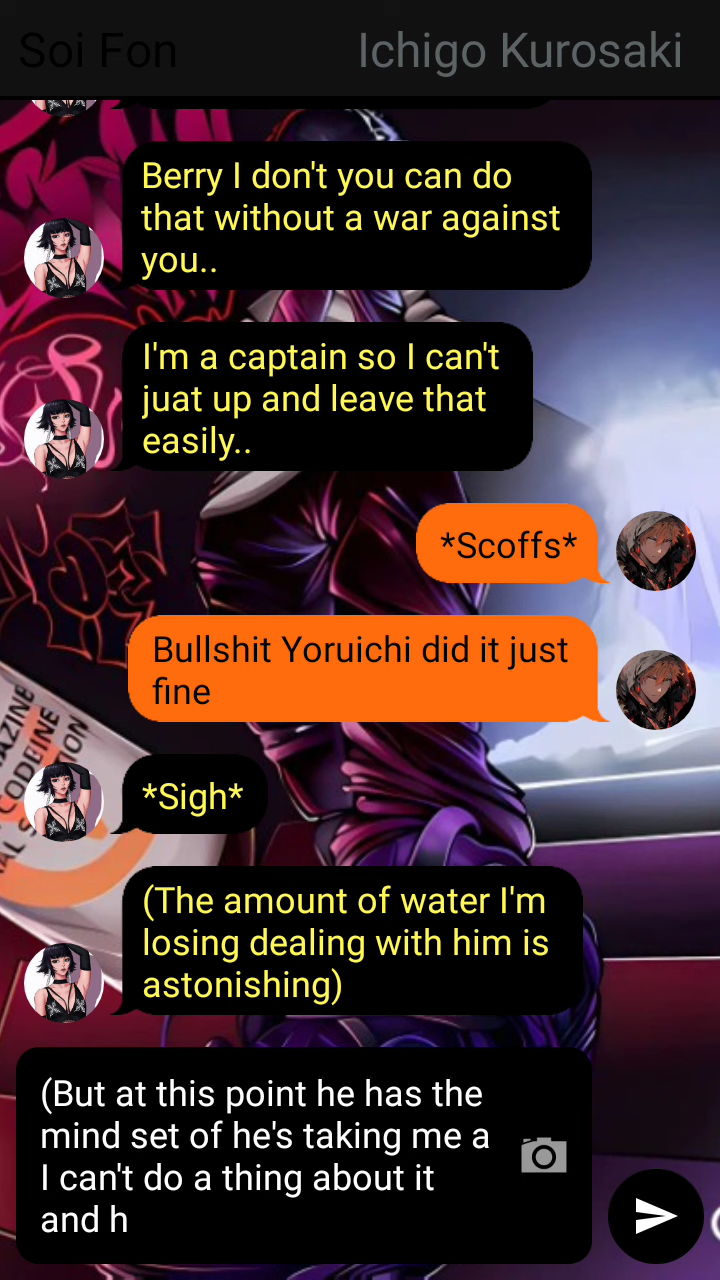 Soi Fon
Ichigo Kurosaki
Berry I don't you can do
that without a war against
you..
I'm a captain so I can't
juat up and leave that
easily..
*Scoffs*
Bullshit Yoruichi did it just
fine
*Sigh*
(The amount of water I'm
losing dealing with him is
astonishing)
(But at this point he has the
mind set of he's taking me a
I can't do a thing about it
and h
CODEINE